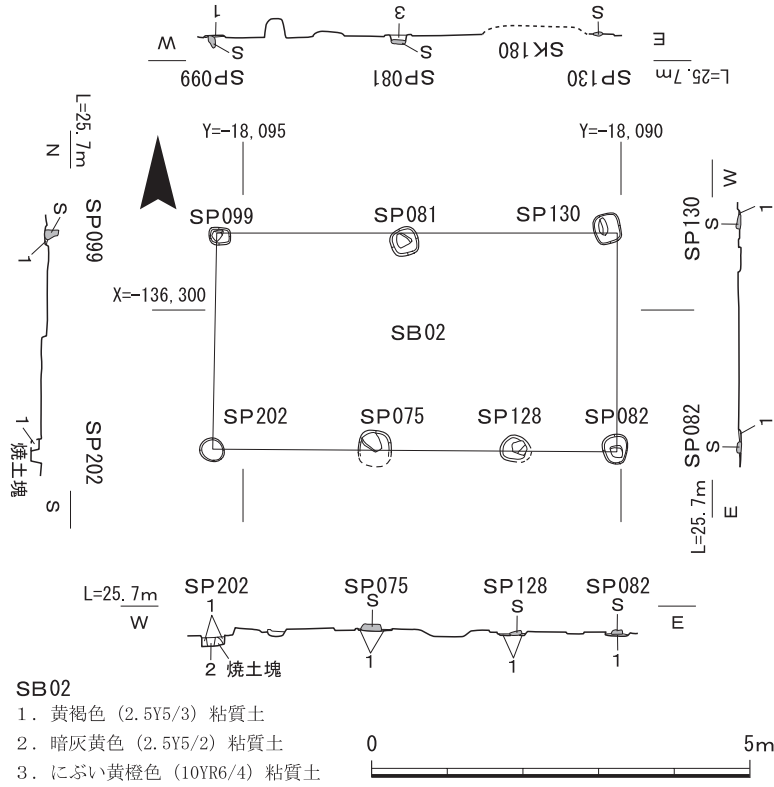 1 3 S
S S
W SK180 E
SP099 SP081 SP130 L=25.7m
L=25.7m
N
Y=-18,095 Y=-18,090
SP099
S
1
SP099 SP081 SP130
W
SP130
S
1
X=-136,300
SB02
SP202 SP075 SP128 SP082
SP202
1
焼土塊
S
SP082
S
1
L=25.7m
E
L=25.7m
W
SP202 SP075 SP128 SP082
1 S S S
E
2 焼土塊 1 1 1
SB02
1. 黄褐色 (2.5Y5/3) 粘質土
2. 暗灰黄色 (2.5Y5/2) 粘質土
3. にぶい黄橙色 (10YR6/4) 粘質土
0 5m